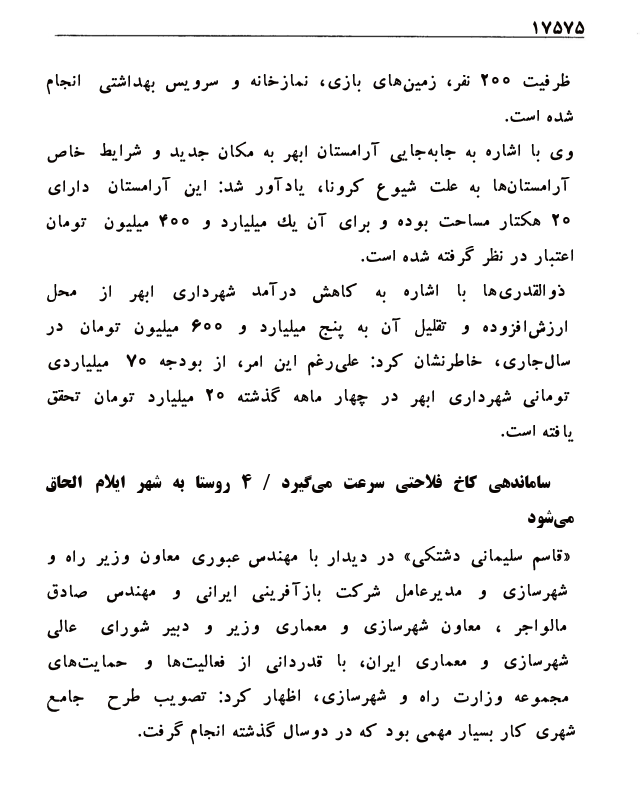 ۱۷۵۷۵
ظرفیت ۲۰۰ نفر، زمین‌های بازی، نمازخانه و سرویس بهداشتی انجام
شده است.
وی با اشاره به جابه‌جایی آرامستان ابهر به مکان جدید و شرایط خاص
آرامستان‌ها به علت شیوع کرونا، یادآور شد: این آرامستان دارای
۲۰ هکتار مساحت بوده و برای آن یك میلیارد و ۴۰۰ میلیون تومان
اعتبار در نظر گرفته شده است.
ذوالقدری‌ها با اشاره به کاهش درآمد شهرداری ابهر از محل
ارزش‌افزوده و تقلیل آن به پنج میلیارد و ۶۰۰ میلیون تومان در
سال‌جاری، خاطرنشان کرد: علی‌رغم این امر، از بودجه ۷۰ میلیاردی
تومانی شهرداری ابهر در چهار ماهه گذشته ۲۰ میلیارد تومان تحقق
یافته است.
ساماندهی کاخ فلاحتی سرعت می‌گیرد / ۴ روستا به شهر ایلام الحاق
می‌شود
«قاسم سلیمانی دشتکی» در دیدار با مهندس عبوری معاون وزیر راه و
شهرسازی و مدیرعامل شرکت بازآفرینی ایرانی و مهندس صادق
مالواجر ، معاون شهرسازی و معماری وزیر و دبیر شورای عالی
شهرسازی و معماری ایران، با قدردانی از فعالیت‌ها و حمایت‌های
مجموعه وزارت راه و شهرسازی، اظهار کرد: تصویب طرح جامع
شهری کار بسیار مهمی بود که در دوسال گذشته انجام گرفت.